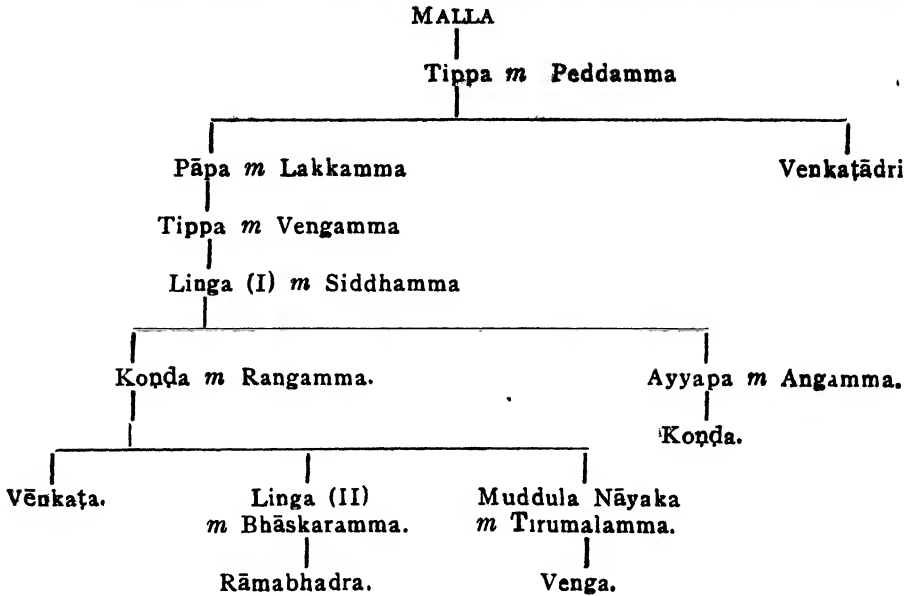 MALLA
Tippa m Peddamma
Pāpa m Lakkamma Venkaṭādri
Tippa m Vengamma
Linga (I) m Siddhamma
Koṇḍa m Rangamma. Ayyapa m Angamma.
Koṇḍa.
Vēnkaṭa. Linga (II) Muddula Nāyaka
m Bhāskaramma. m Tırumalamma.
Rāmabhadra. Venga.